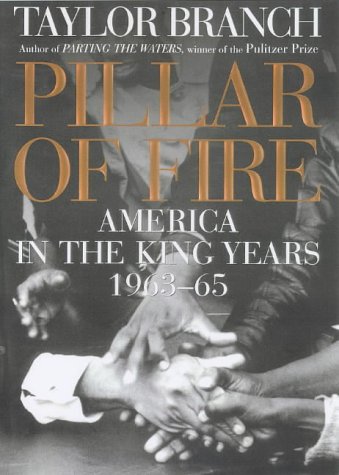 TAYLOR BRANCH
Author of PARTING THE WATERS, winner of the Pulitzer Prize
PILLAR
OF FIRE
AMERICA
IN THE KING YEARS
1963–65